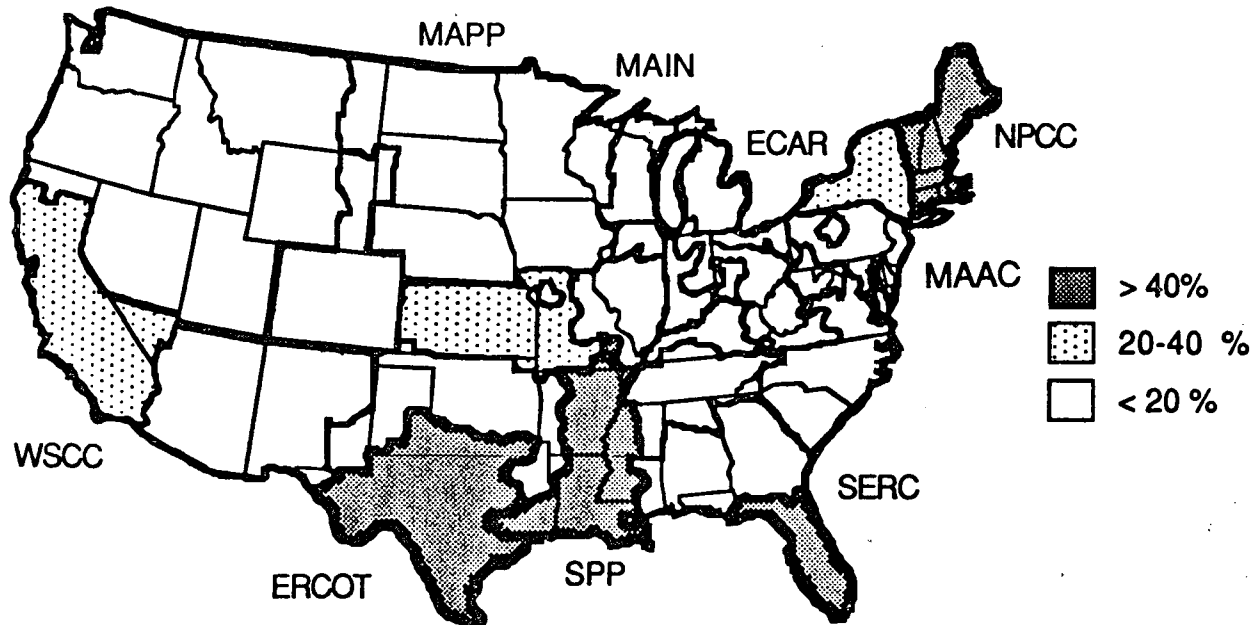 MAPP
MAIN
ECAR
NPCC
MAAC
> 40%
20-40 %
< 20 %
WSCC
SERC
SPP
ERCOT